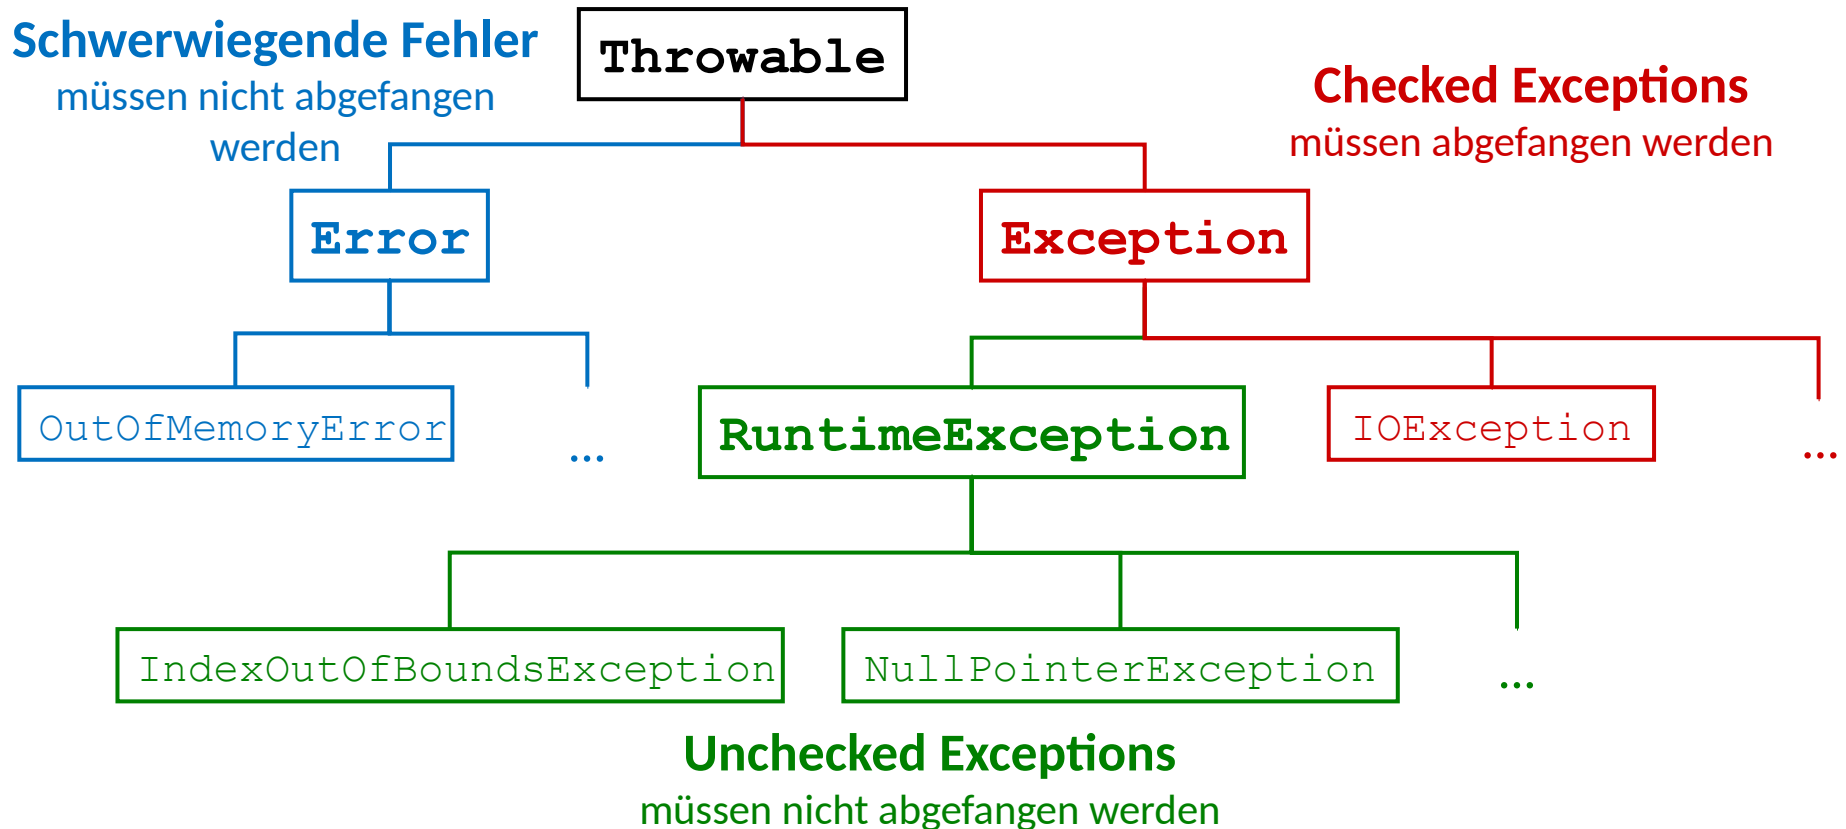 Schwerwiegende Fehler
müssen nicht abgefangen
werden
Throwable
Checked Exceptions
müssen abgefangen werden
Error
Exception
OutOfMemoryError
...
RuntimeException
IOException
...
IndexOutOfBoundsException
NullPointerException
...
Unchecked Exceptions
müssen nicht abgefangen werden